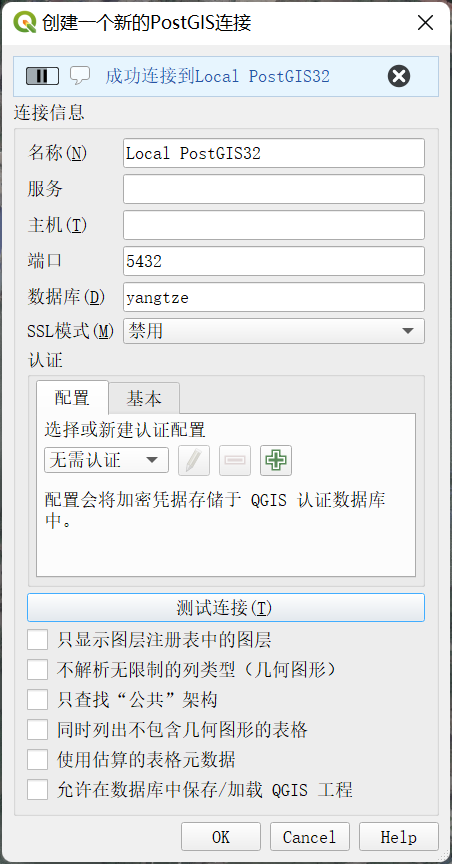 创建一个新的PostGIS连接
成功连接到Local PostGIS32
连接信息
名称(N) Local PostGIS32
服务
主机(T)
端口 5432
数据库(D) yangtze
SSL模式(M) 禁用
认证
配置 基本
选择或新建认证配置
无需认证
配置会将加密凭据存储于 QGIS 认证数据库
中。
测试连接(T)
只显示图层注册表中的图层
不解析无限制的列类型（几何图形）
只查找“公共”架构
同时列出不包含几何图形的表格
使用估算的表格元数据
允许在数据库中保存/加载 QGIS 工程
OK Cancel Help